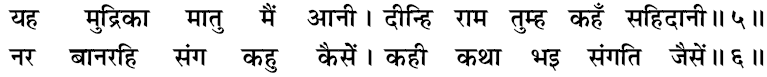 यह मुद्रिका मातु मैं आनी। दीन्हि राम तुम्ह कहँ सहिदानी॥५॥
नर बानरहि संग कहु कैसें। कही कथा भइ संगति जैसें॥६॥